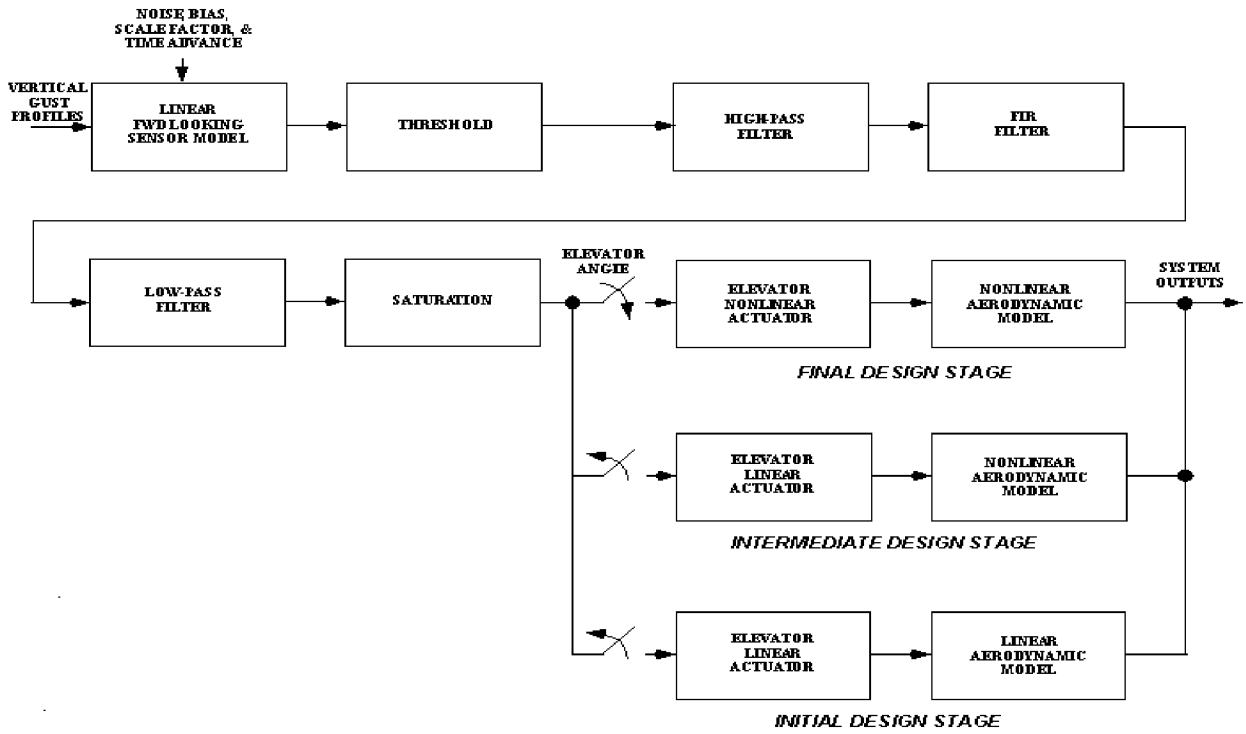 NOISE, BIAS,
SCALE FACTOR, &
TIME ADVANCE
VERTICAL
GUST
PROFILES
LINEAR
FWD LOOKING
SENSOR MODEL
THRESHOLD
HIGH-PASS
FILTER
FIR
FILTER
LOW-PASS
FILTER
SATURATION
ELEVATOR
ANGLE
ELEVATOR
NONLINEAR
ACTUATOR
NONLINEAR
AERODYNAMIC
MODEL
SYSTEM
OUTPUTS
FINAL DESIGN STAGE
ELEVATOR
LINEAR
ACTUATOR
NONLINEAR
AERODYNAMIC
MODEL
INTERMEDIATE DESIGN STAGE
ELEVATOR
LINEAR
ACTUATOR
LINEAR
AERODYNAMIC
MODEL
INITIAL DESIGN STAGE